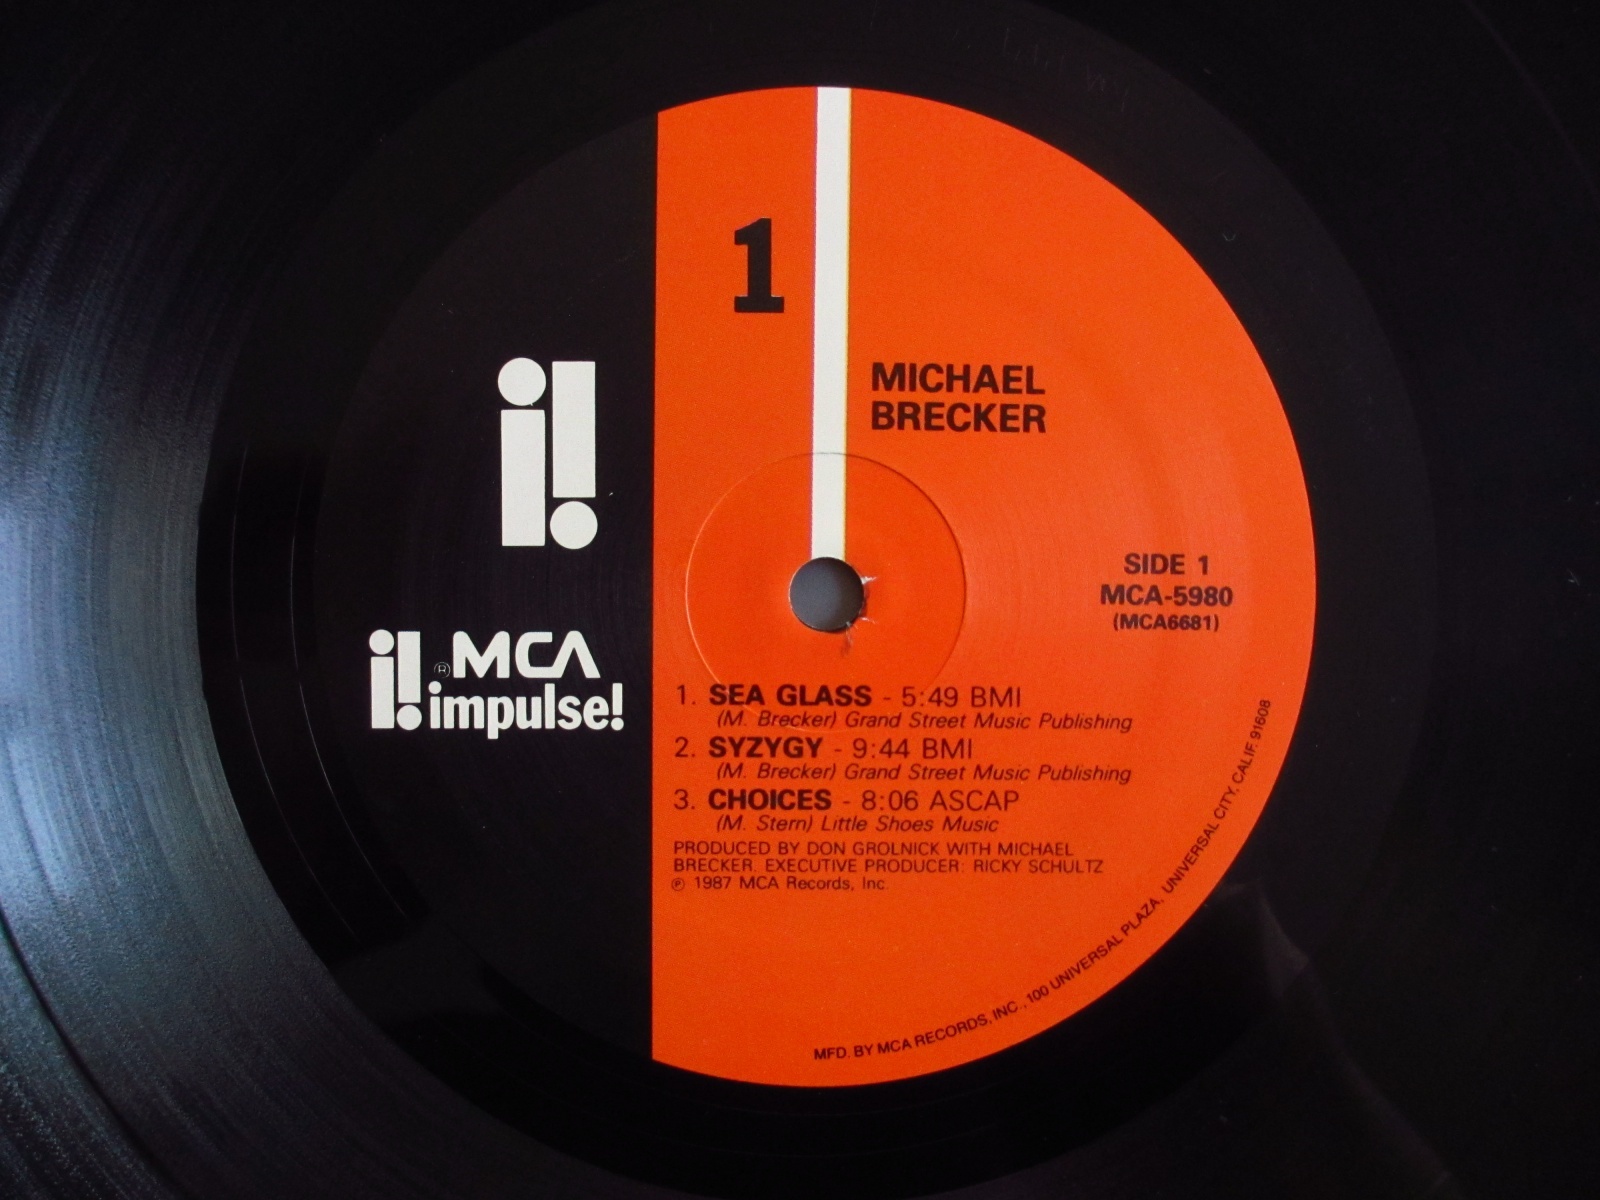 1
MICHAEL
BRECKER
i!
SIDE 1
MCA-5980
(MCA6681)
i! ® MCA
impulse!
1. SEA GLASS - 5:49 BMI
(M. Brecker) Grand Street Music Publishing
2. SYZYGY - 9:44 BMI
(M. Brecker) Grand Street Music Publishing
3. CHOICES - 8:06 ASCAP
(M. Stern) Little Shoes Music
PRODUCED BY DON GROLNICK WITH MICHAEL
BRECKER. EXECUTIVE PRODUCER: RICKY SCHULTZ
℗ 1987 MCA Records, Inc.
MFD. BY MCA RECORDS, INC., 100 UNIVERSAL PLAZA, UNIVERSAL CITY, CALIF. 91608